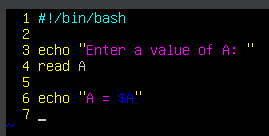 1 #!/bin/bash
2
3 echo "Enter a value of A: "
4 read A
5
6 echo "A = $A"
7
~